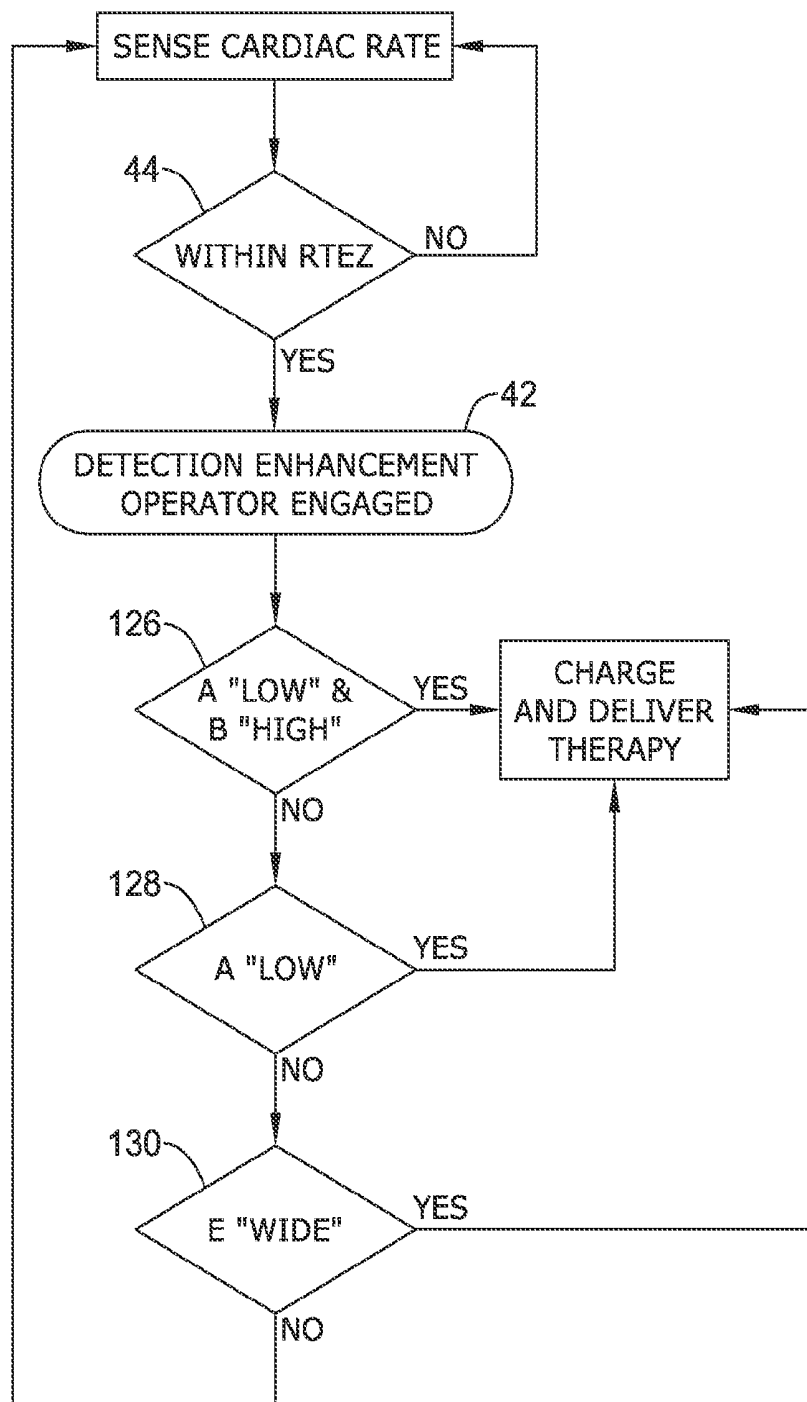 SENSE CARDIAC RATE
44
WITHIN RTEZ
NO
YES
42
DETECTION ENHANCEMENT
OPERATOR ENGAGED
126
A "LOW" &
B "HIGH"
YES
CHARGE
AND DELIVER
THERAPY
NO
128
A "LOW"
YES
NO
130
E "WIDE"
YES
NO